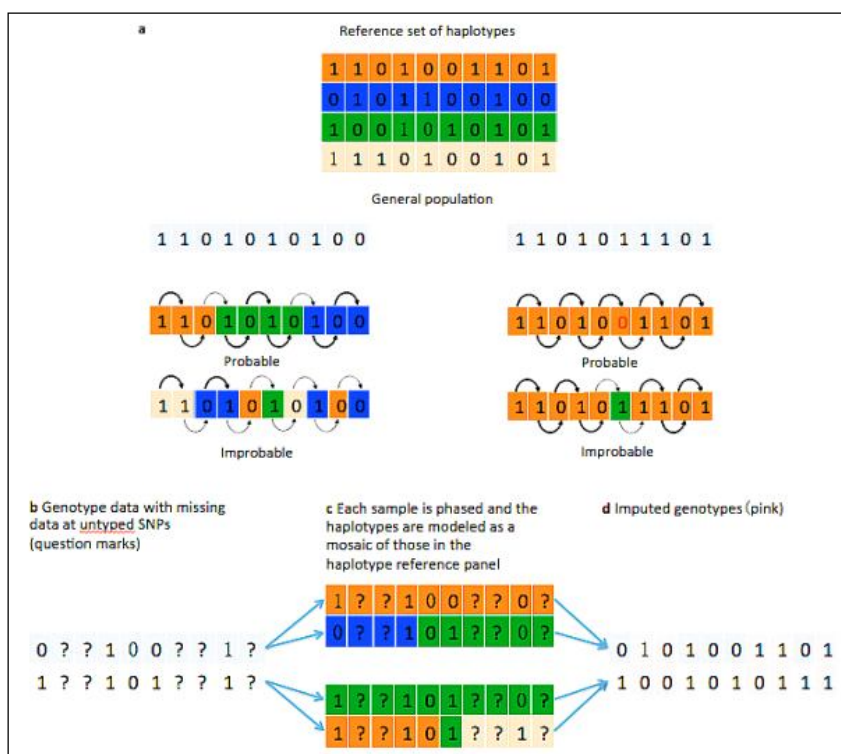 a
Reference set of haplotypes
1 1 0 1 0 0 1 1 0 1
0 1 0 1 1 0 0 1 0 0
1 0 0 1 0 1 0 1 0 1
1 1 1 0 1 0 0 1 0 1
General population
1 1 0 1 0 1 0 1 0 0
1 1 0 1 0 1 1 1 0 1
1 1 0 1 0 1 0 1 0 0
1 1 0 1 0 0 1 1 0 1
Probable
Probable
1 1 0 1 0 1 0 1 0 0
1 1 0 1 0 1 1 1 0 1
Improbable
Improbable
b Genotype data with missing
data at untyped SNPs
(question marks)
c Each sample is phased and the
haplotypes are modeled as a
mosaic of those in the
haplotype reference panel
d Imputed genotypes (pink)
1 ? ? 1 0 0 ? ? 0 ?
0 ? ? 1 0 1 ? ? 0 ?
0 ? ? 1 0 0 ? ? 1 ?
1 ? ? 1 0 1 ? ? 1 ?
0 1 0 1 0 0 1 1 0 1
1 0 0 1 0 1 0 1 1 1
1 ? ? 1 0 1 ? ? 0 ?
1 ? ? 1 0 1 ? ? 1 ?